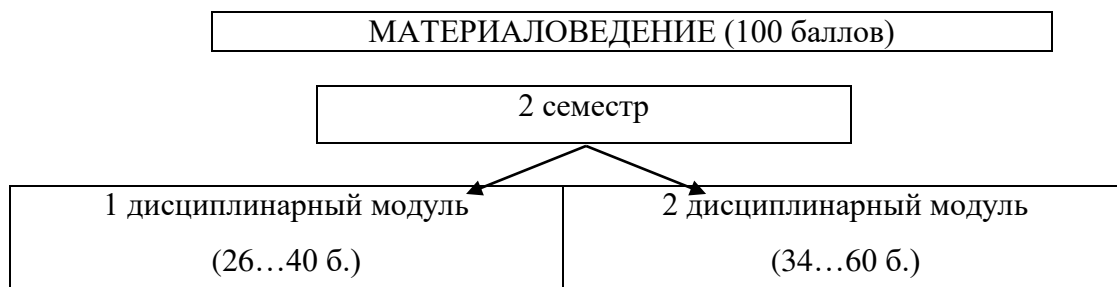 МАТЕРИАЛОВЕДЕНИЕ (100 баллов)
2 семестр
1 дисциплинарный модуль
(26…40 б.)
2 дисциплинарный модуль
(34…60 б.)